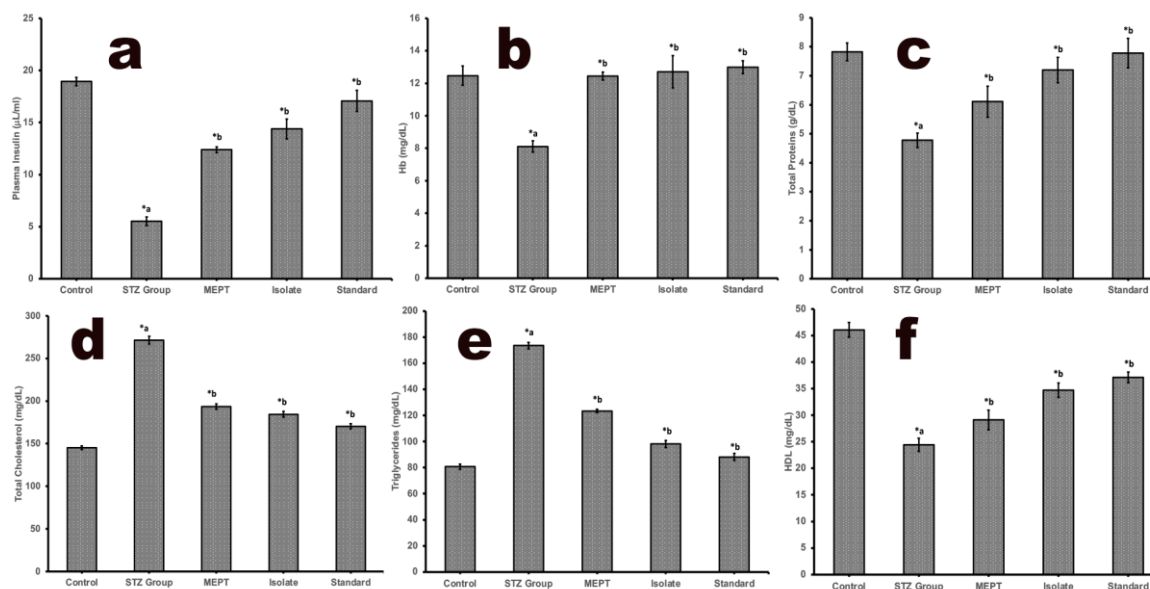 a
Plasma Insulin (µL/ml)
25
20
15
10
5
0
*a
*b
*b
*b
Control STZ Group MEPT Isolate Standard
b
Hb (mg/dL)
16
14
12
10
8
6
4
2
0
*a
*b
*b
*b
Control STZ Group MEPT Isolate Standard
c
Total Proteins (g/dL)
9
8
7
6
5
4
3
2
1
0
*a
*b
*b
*b
Control STZ Group MEPT Isolate Standard
d
Total Cholesterol (mg/dL)
300
250
200
150
100
50
0
*a
*b
*b
*b
Control STZ Group MEPT Isolate Standard
e
Triglycerides (mg/dL)
200
180
160
140
120
100
80
60
40
20
0
*a
*b
*b
*b
Control STZ Group MEPT Isolate Standard
f
HDL (mg/dL)
50
45
40
35
30
25
20
15
10
5
0
*a
*b
*b
*b
Control STZ Group MEPT Isolate Standard